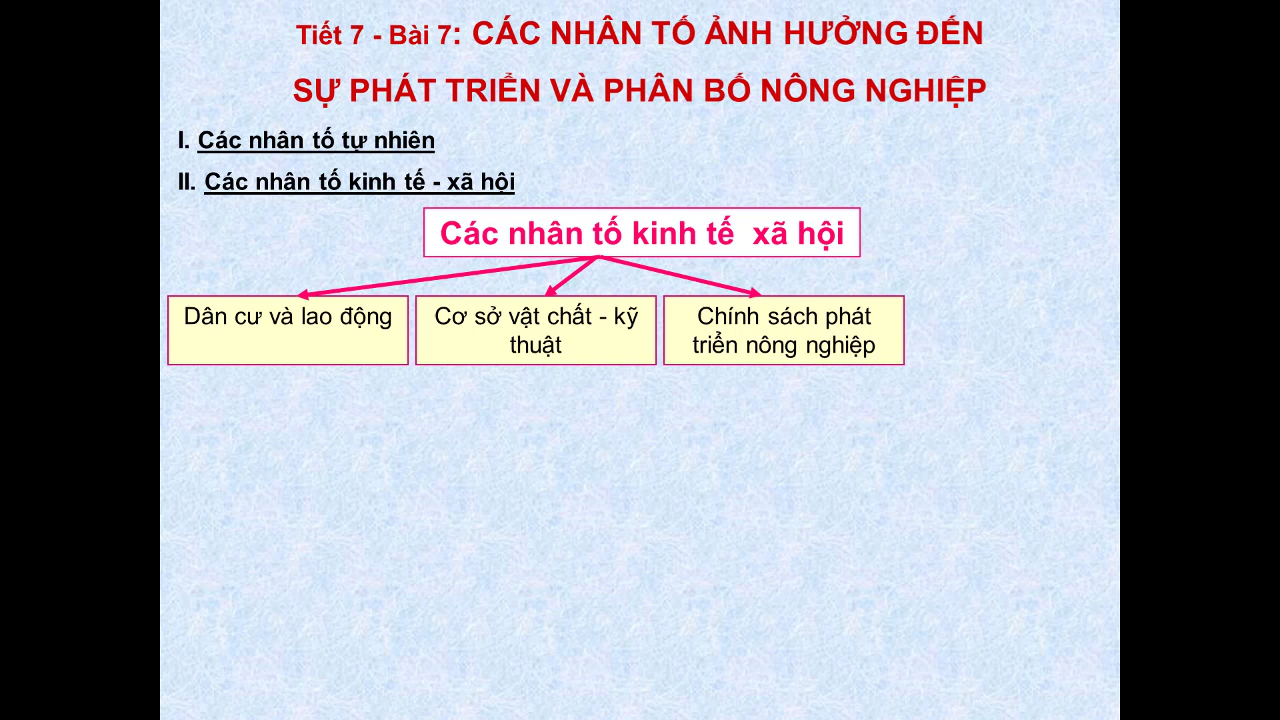 Tiết 7 - Bài 7: CÁC NHÂN TỐ ẢNH HƯỞNG ĐẾN
SỰ PHÁT TRIỂN VÀ PHÂN BỐ NÔNG NGHIỆP
I. Các nhân tố tự nhiên
II. Các nhân tố kinh tế - xã hội
Các nhân tố kinh tế xã hội
Dân cư và lao động
Cơ sở vật chất - kỹ
thuật
Chính sách phát
triển nông nghiệp